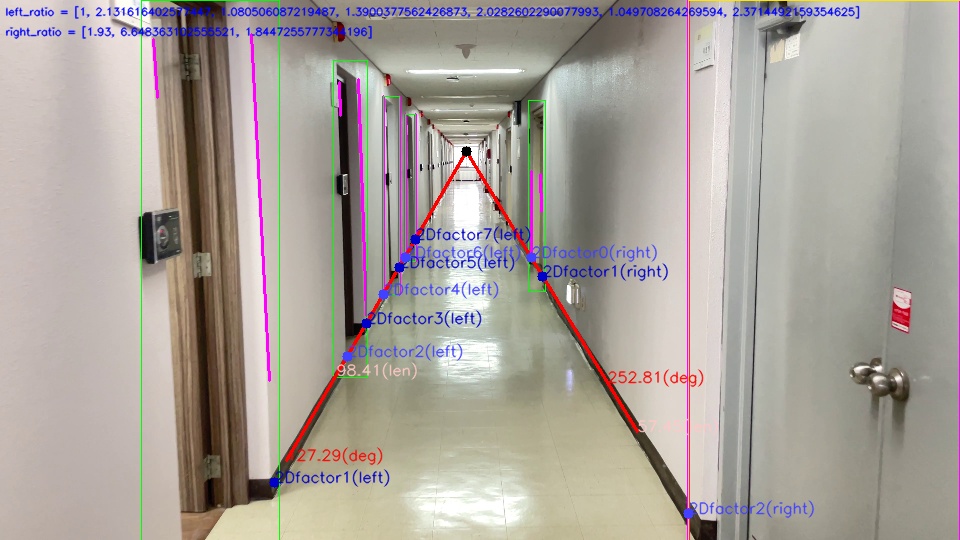 left_ratio = [1, 2.1316164025
1.080506087219487, 1.3900377562426873, 2.0282602290077993, 1.049708264269594, 2.3714492159354625]
right_ratio = [1.93, 6.648363102555521, 1.8447255777344196]
2Dfactor7(left)
2Dfactor6(left)
2Dfactor0(right)
2Dfactor5(left)
2Dfactor1(right)
2Dfactor4(left)
2Dfactor3(left)
2Dfactor2(left)
98.41(len)
252.81(deg)
27.29(deg)
2Dfactor1(left)
2Dfactor2(right)